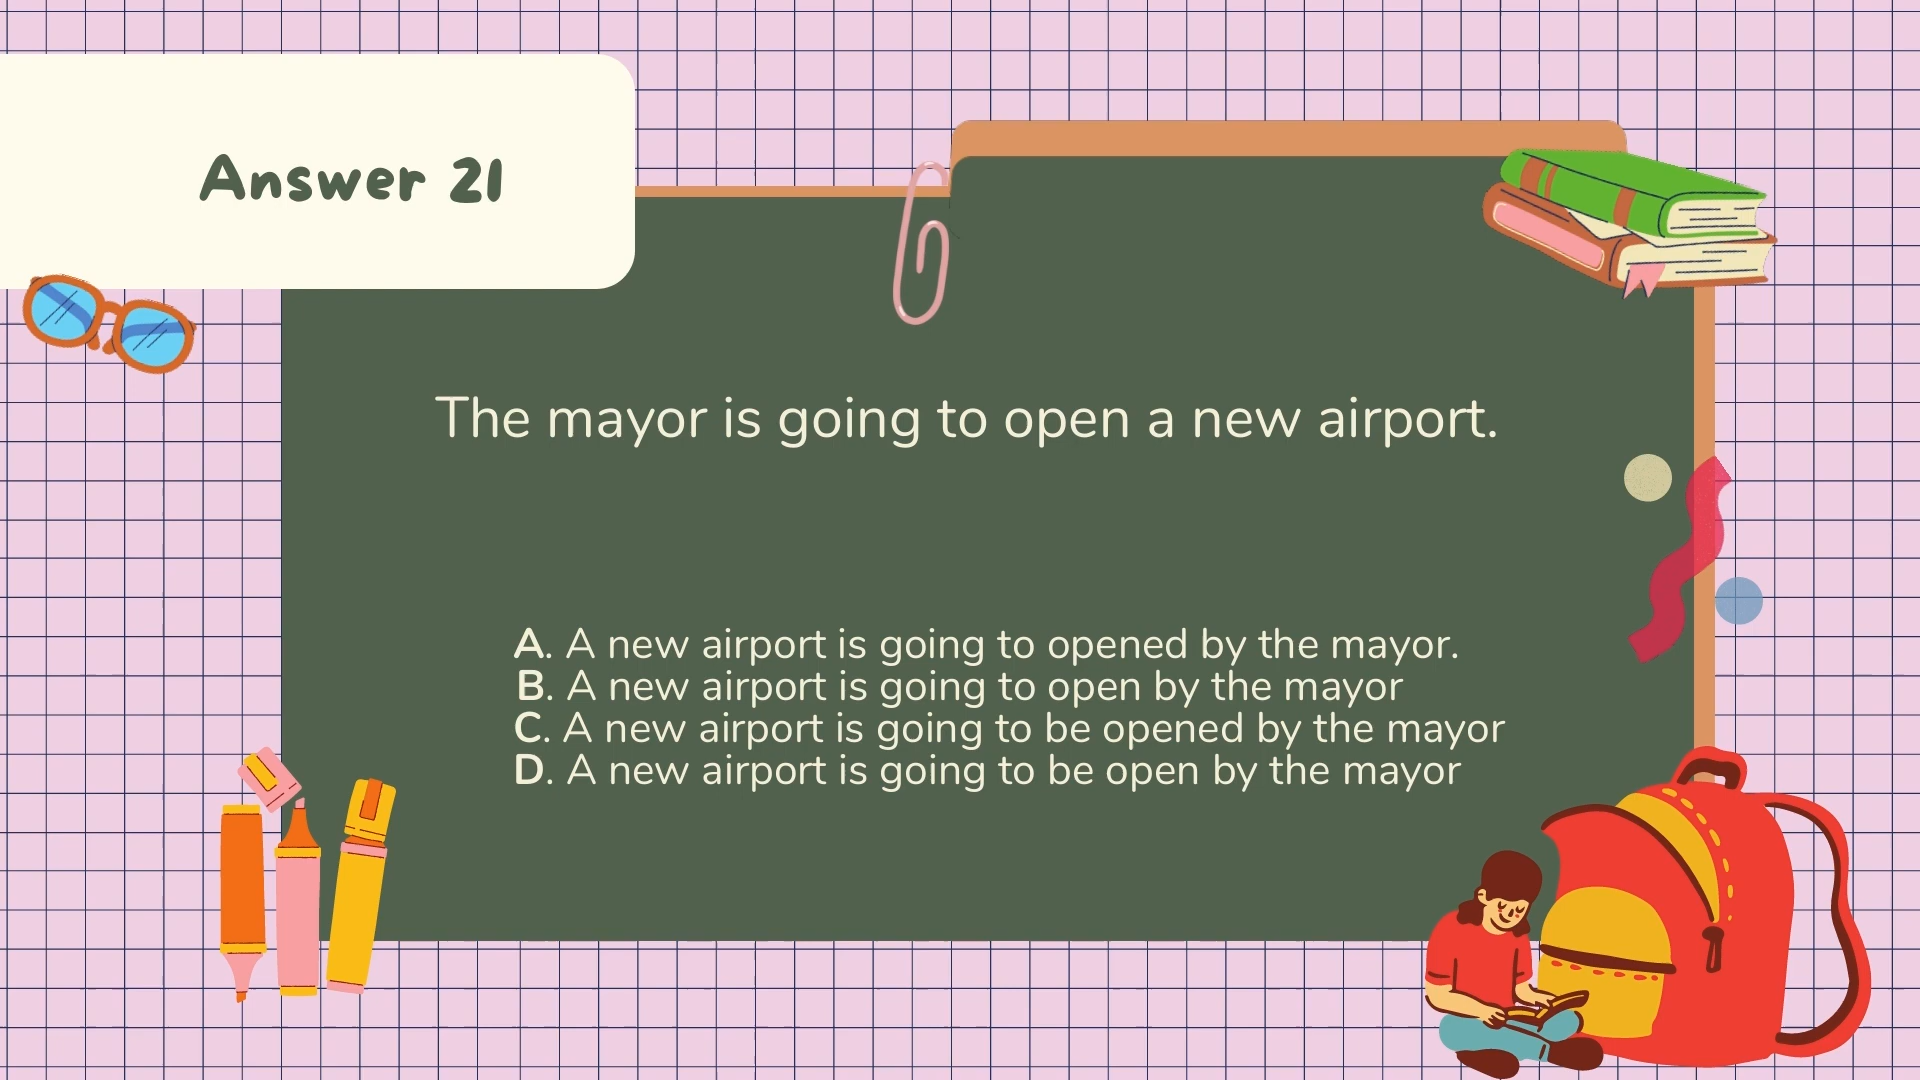 Answer 21
The mayor is going to open a new airport.
A. A new airport is going to opened by the mayor.
B. A new airport is going to open by the mayor
C. A new airport is going to be opened by the mayor
D. A new airport is going to be open by the mayor